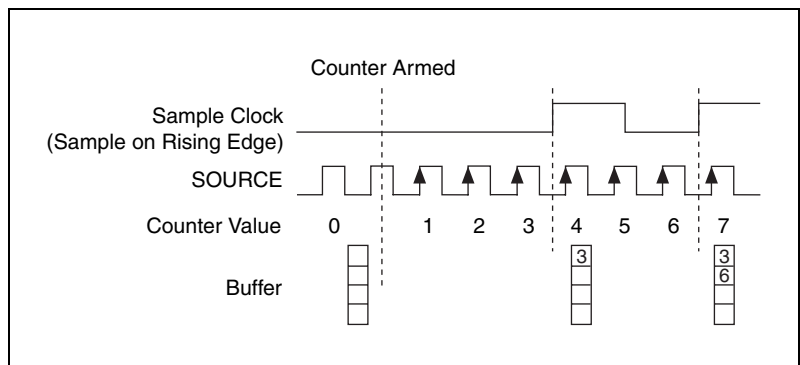 Counter Armed
Sample Clock
(Sample on Rising Edge)
SOURCE
Counter Value 0 1 2 3 4 5 6 7
3 3
6
Buffer